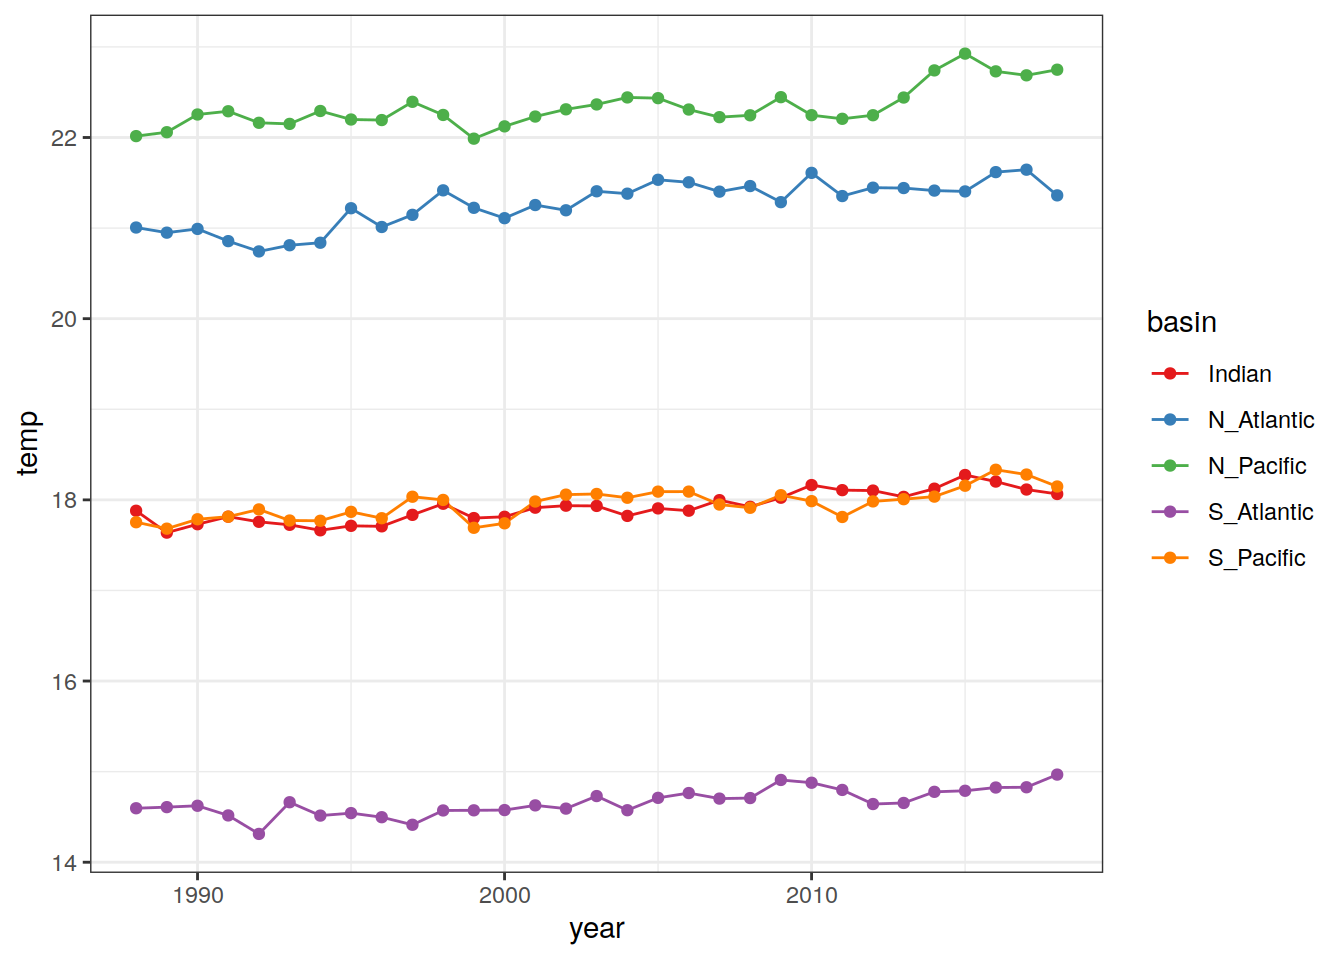 22
20
18
16
14
temp
1990
2000
2010
year
basin
Indian
N_Atlantic
N_Pacific
S_Atlantic
S_Pacific